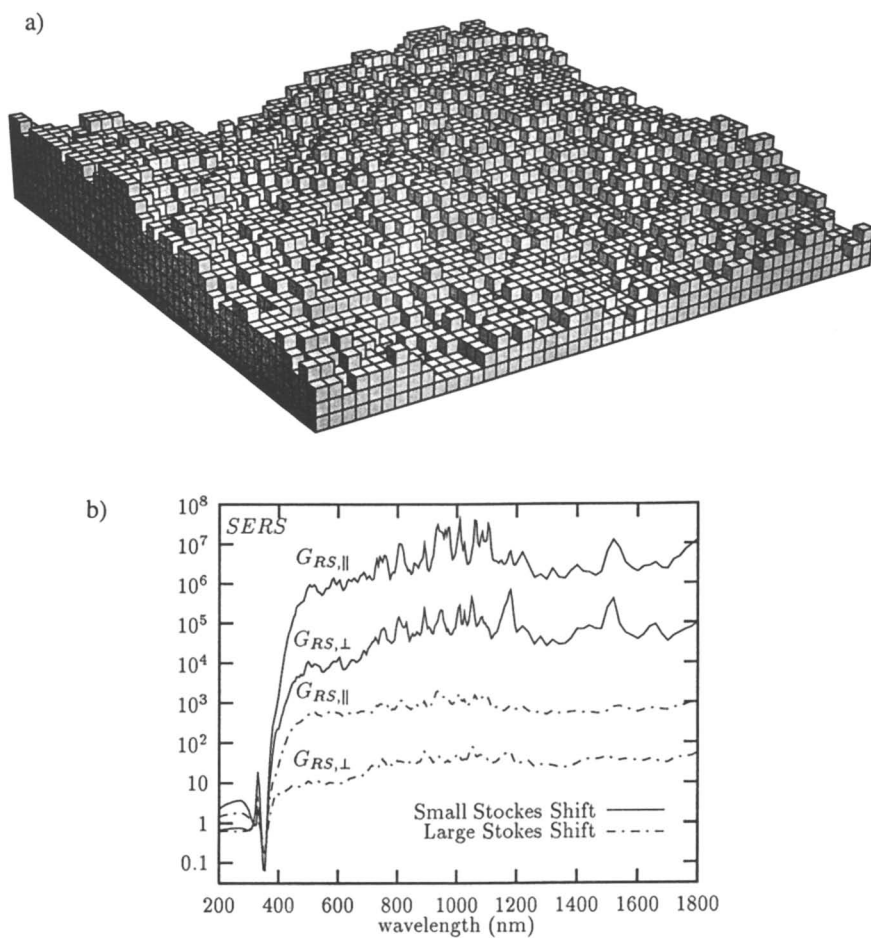 a)
b)
SERS
10^8
10^7
10^6
10^5
10^4
10^3
10^2
10
1
0.1
G_{RS,∥}
G_{RS,⊥}
G_{RS,∥}
G_{RS,⊥}
Small Stockes Shift
Large Stokes Shift
200 400 600 800 1000 1200 1400 1600 1800
wavelength (nm)